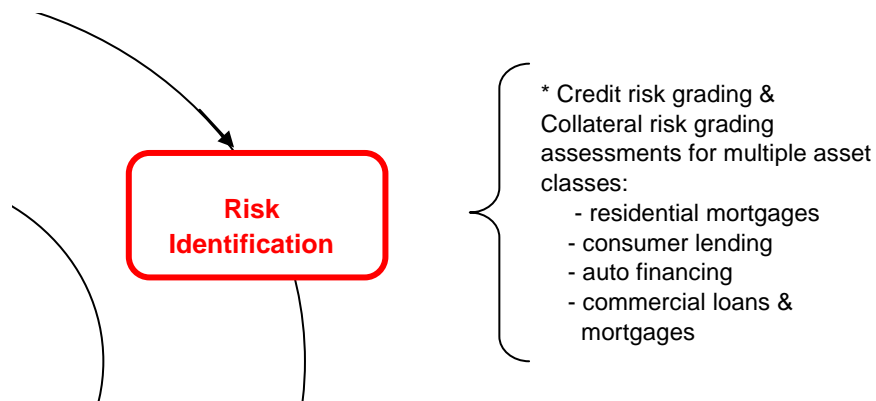 Risk
Identification
* Credit risk grading &
Collateral risk grading
assessments for multiple asset
classes:
- residential mortgages
- consumer lending
- auto financing
- commercial loans &
mortgages